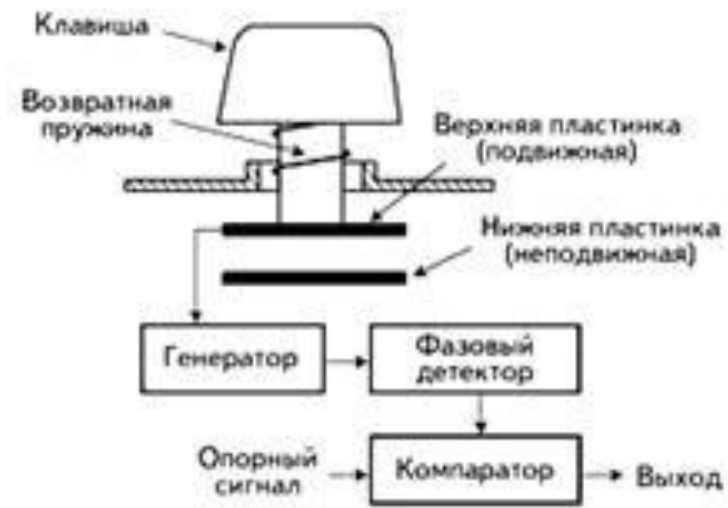 Клавиша
Возвратная
пружина
Верхняя пластинка
(подвижная)
Нижняя пластинка
(неподвижная)
Генератор
Фазовый
детектор
Опорный
сигнал
Компаратор
Выход